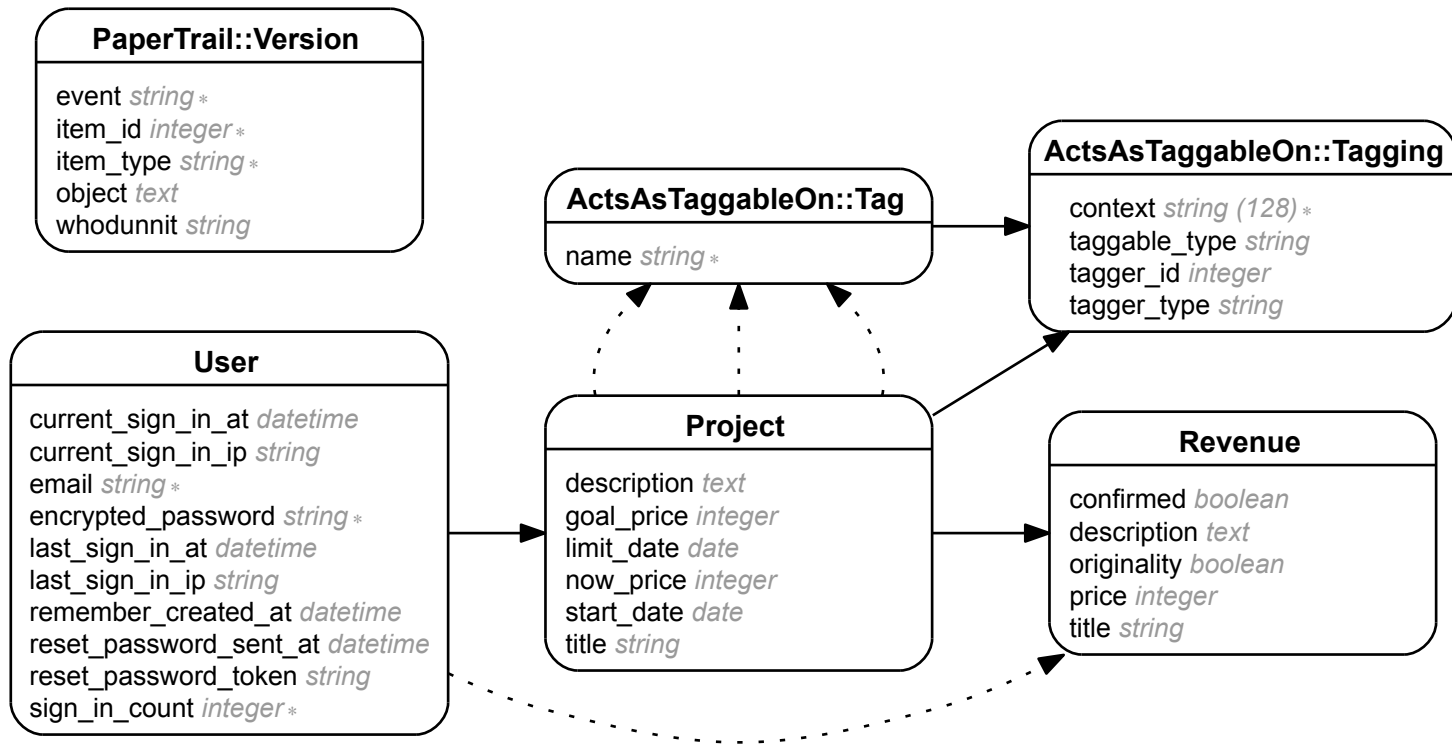 PaperTrail::Version
event string *
item_id integer *
item_type string *
object text
whodunnit string
ActsAsTaggableOn::Tag
name string *
ActsAsTaggableOn::Tagging
context string (128) *
taggable_type string
tagger_id integer
tagger_type string
User
current_sign_in_at datetime
current_sign_in_ip string
email string *
encrypted_password string *
last_sign_in_at datetime
last_sign_in_ip string
remember_created_at datetime
reset_password_sent_at datetime
reset_password_token string
sign_in_count integer *
Project
description text
goal_price integer
limit_date date
now_price integer
start_date date
title string
Revenue
confirmed boolean
description text
originality boolean
price integer
title string